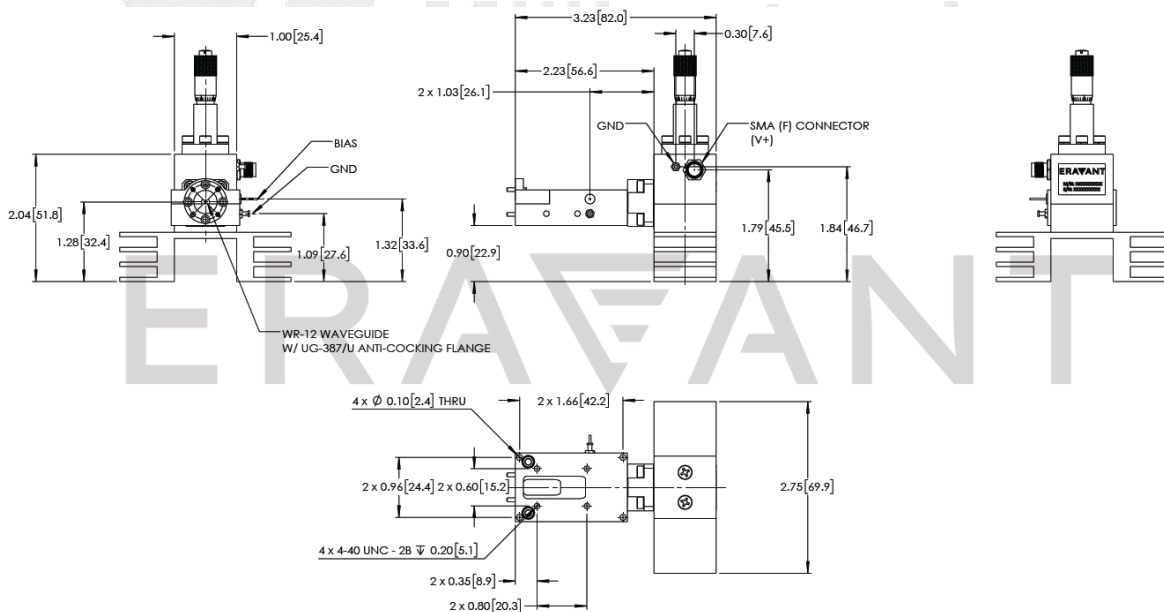 3.23[82.0]
1.00[25.4]
0.30[7.6]
2.23[56.6]
2 x 1.03[26.1]
GND
SMA (F) CONNECTOR
(V+)
BIAS
GND
ERAVANT
2.04[51.8]
1.28[32.4]
1.09[27.6]
1.32[33.6]
0.90[22.9]
1.79[45.5]
1.84[46.7]
ERAVANT
WR-12 WAVEGUIDE
W/ UG-387/U ANTI-COCKING FLANGE
4 x Ø 0.10[2.4] THRU
2 x 1.66[42.2]
2 x 0.96[24.4]
2 x 0.60[15.2]
2.75[69.9]
4 x 4-40 UNC - 2B ↧ 0.20[5.1]
2 x 0.35[8.9]
2 x 0.80[20.3]